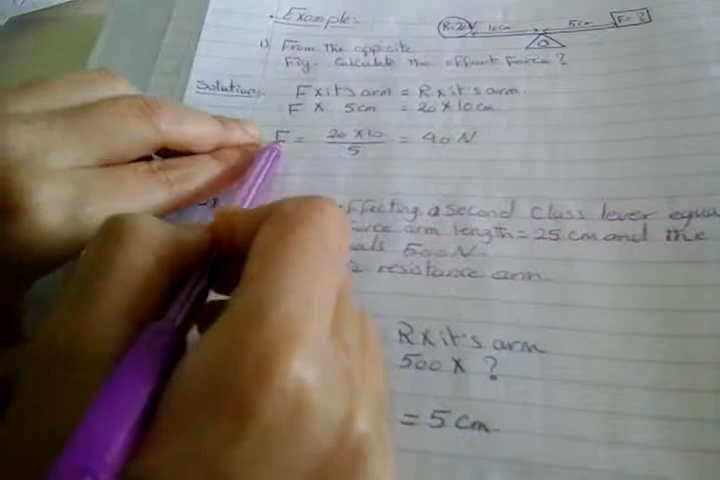 Example:
R=20N 10cm 5cm F=?
1) From the opposite
Fig. Calculate the effort force?
Solution:
F x it's arm = R x it's arm
F x 5cm = 20 x 10 cm
F = 20 x 10 / 5 = 40 N
effecting a second class lever equa
arm length = 25 cm and the
500 N.
resistance arm
R x it's arm
500 x ?
= 5 cm